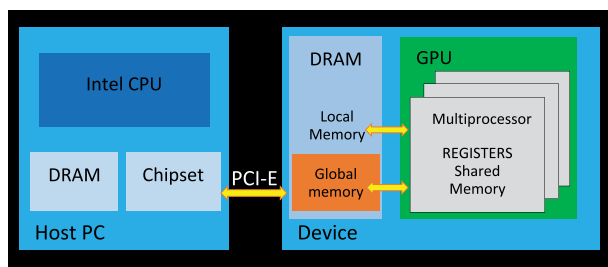 Intel CPU
DRAM
Chipset
Host PC
PCI-E
DRAM
Local
Memory
Global
memory
Device
GPU
Multiprocessor
REGISTERS
Shared
Memory